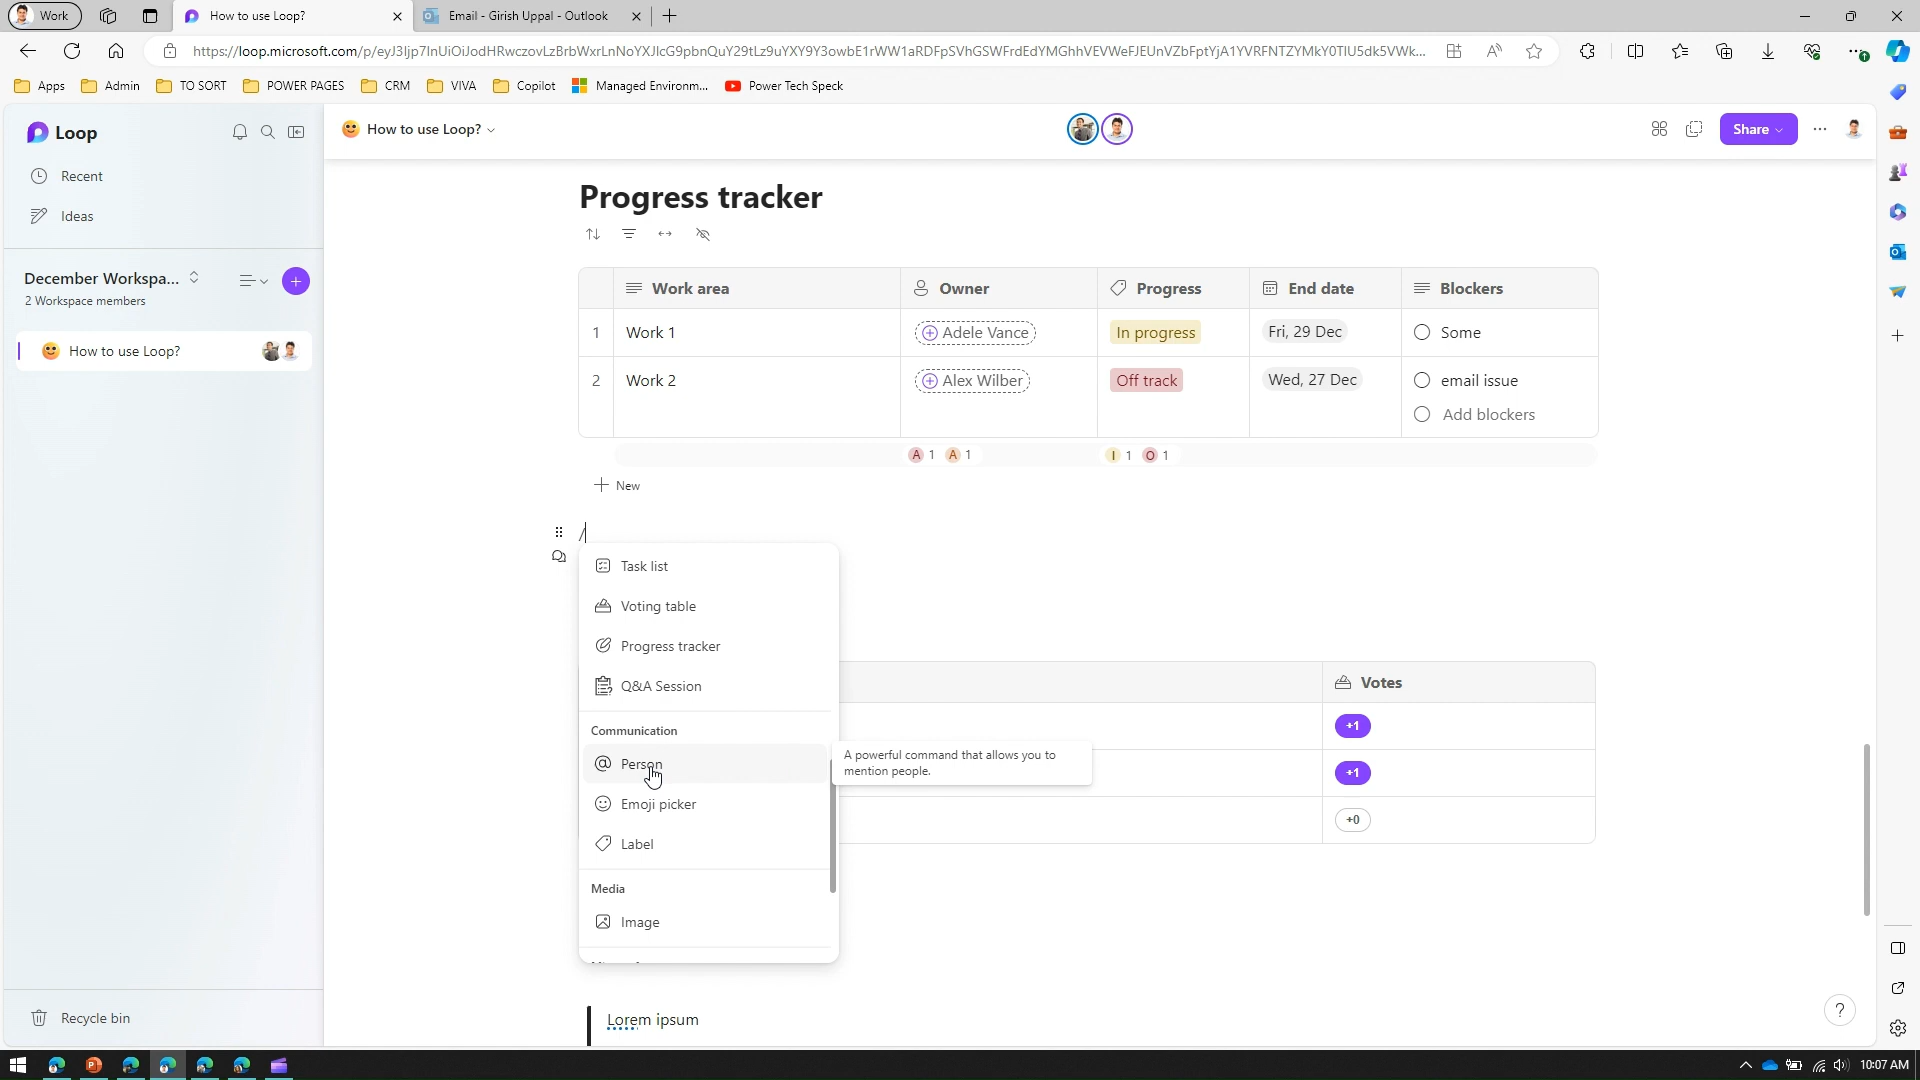 Work
How to use Loop?
Email - Girish Uppal - Outlook
Apps
Admin
TO SORT
POWER PAGES
CRM
VIVA
Copilot
Managed Environm...
Power Tech Speck
Loop
How to use Loop?
Share
Recent
Ideas
December Workspa...
2 Workspace members
How to use Loop?
Recycle bin
Progress tracker
Work area
Owner
Progress
End date
Blockers
1
Work 1
Adele Vance
In progress
Fri, 29 Dec
Some
2
Work 2
Alex Wilber
Off track
Wed, 27 Dec
email issue
Add blockers
A 1 A 1
I 1 O 1
New
/
Task list
Voting table
Progress tracker
Q&A Session
Communication
Person
A powerful command that allows you to
mention people.
Emoji picker
Label
Media
Image
Votes
+1
+1
+0
Lorem ipsum
?
10:07 AM